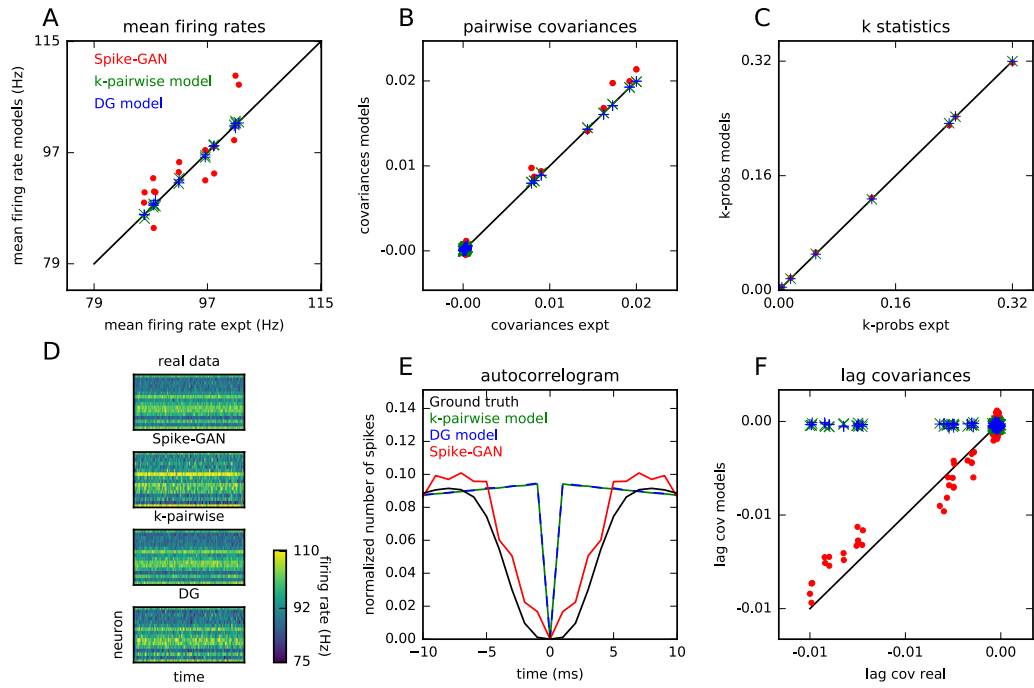 A
mean firing rates
115
97
79
mean firing rate models (Hz)
Spike-GAN
k-pairwise model
DG model
79
97
115
mean firing rate expt (Hz)
B
pairwise covariances
0.02
0.01
-0.00
covariances models
-0.00
0.01
0.02
covariances expt
C
k statistics
0.32
0.16
0.00
k-probs models
0.00
0.16
0.32
k-probs expt
D
real data
Spike-GAN
k-pairwise
DG
neuron
time
110
92
75
firing rate (Hz)
E
autocorrelogram
Ground truth
k-pairwise model
DG model
Spike-GAN
0.14
0.12
0.10
0.08
0.06
0.04
0.02
0.00
normalized number of spikes
−10
−5
0
5
10
time (ms)
F
lag covariances
0.00
-0.01
-0.01
lag cov models
-0.01
-0.01
0.00
lag cov real